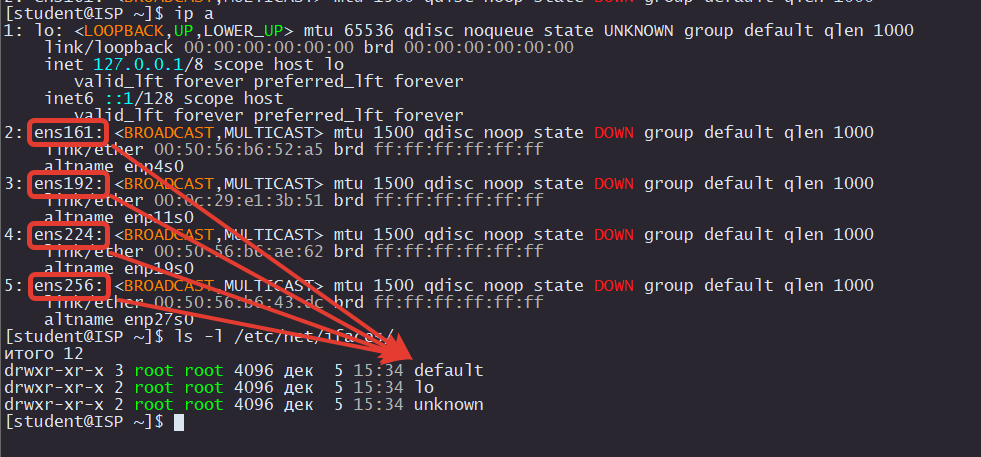 [student@ISP ~]$ ip a
1: lo: <LOOPBACK,UP,LOWER_UP> mtu 65536 qdisc noqueue state UNKNOWN group default qlen 1000
    link/loopback 00:00:00:00:00:00 brd 00:00:00:00:00:00
    inet 127.0.0.1/8 scope host lo
       valid_lft forever preferred_lft forever
    inet6 ::1/128 scope host
       valid_lft forever preferred_lft forever
2: ens161: <BROADCAST,MULTICAST> mtu 1500 qdisc noop state DOWN group default qlen 1000
    link/ether 00:50:56:b6:52:a5 brd ff:ff:ff:ff:ff:ff
    altname enp4s0
3: ens192: <BROADCAST,MULTICAST> mtu 1500 qdisc noop state DOWN group default qlen 1000
    link/ether 00:0c:29:e1:3b:51 brd ff:ff:ff:ff:ff:ff
    altname enp11s0
4: ens224: <BROADCAST,MULTICAST> mtu 1500 qdisc noop state DOWN group default qlen 1000
    link/ether 00:50:56:b6:ae:62 brd ff:ff:ff:ff:ff:ff
    altname enp19s0
5: ens256: <BROADCAST,MULTICAST> mtu 1500 qdisc noop state DOWN group default qlen 1000
    link/ether 00:50:56:b6:43:dc brd ff:ff:ff:ff:ff:ff
    altname enp27s0
[student@ISP ~]$ ls -l /etc/net/ifaces/
итого 12
drwxr-xr-x 3 root root 4096 дек  5 15:34 default
drwxr-xr-x 2 root root 4096 дек  5 15:34 lo
drwxr-xr-x 2 root root 4096 дек  5 15:34 unknown
[student@ISP ~]$